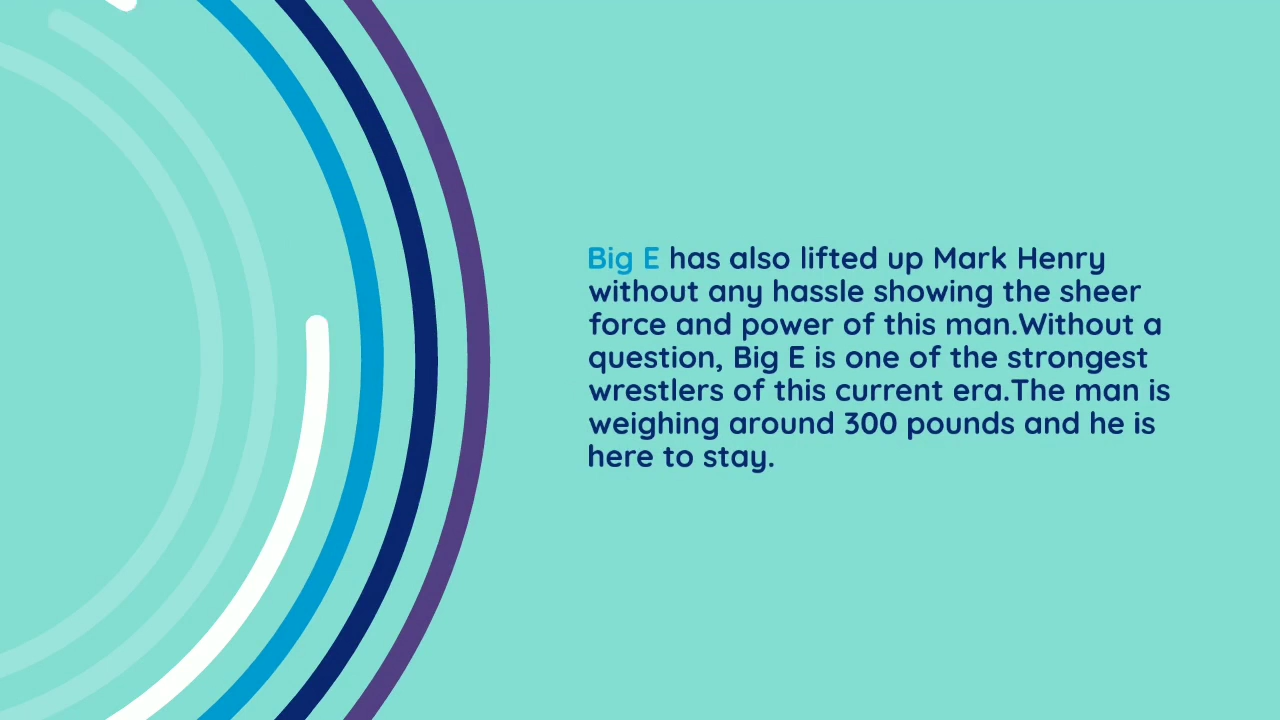 Big E has also lifted up Mark Henry
without any hassle showing the sheer
force and power of this man.Without a
question, Big E is one of the strongest
wrestlers of this current era.The man is
weighing around 300 pounds and he is
here to stay.